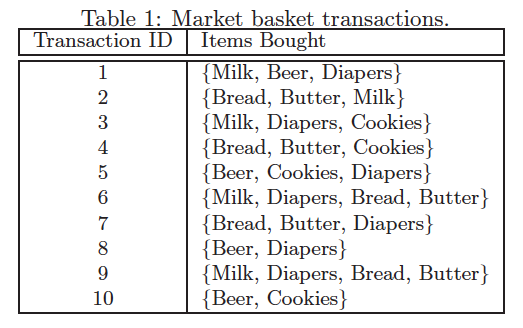 Table 1: Market basket transactions.
Transaction ID Items Bought
1 {Milk, Beer, Diapers}
2 {Bread, Butter, Milk}
3 {Milk, Diapers, Cookies}
4 {Bread, Butter, Cookies}
5 {Beer, Cookies, Diapers}
6 {Milk, Diapers, Bread, Butter}
7 {Bread, Butter, Diapers}
8 {Beer, Diapers}
9 {Milk, Diapers, Bread, Butter}
10 {Beer, Cookies}